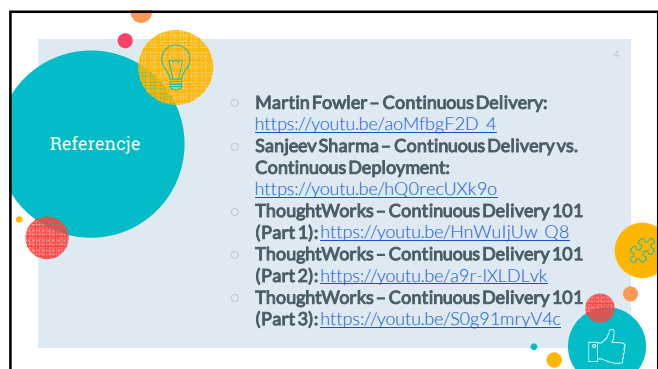 4
Referencje
Martin Fowler – Continuous Delivery:
https://youtu.be/aoMfbgF2D_4
Sanjeev Sharma – Continuous Delivery vs.
Continuous Deployment:
https://youtu.be/hQ0recUXk9o
ThoughtWorks – Continuous Delivery 101
(Part 1): https://youtu.be/HnWuIjUw_Q8
ThoughtWorks – Continuous Delivery 101
(Part 2): https://youtu.be/a9r-lXLDLvk
ThoughtWorks – Continuous Delivery 101
(Part 3): https://youtu.be/S0g91mryV4c